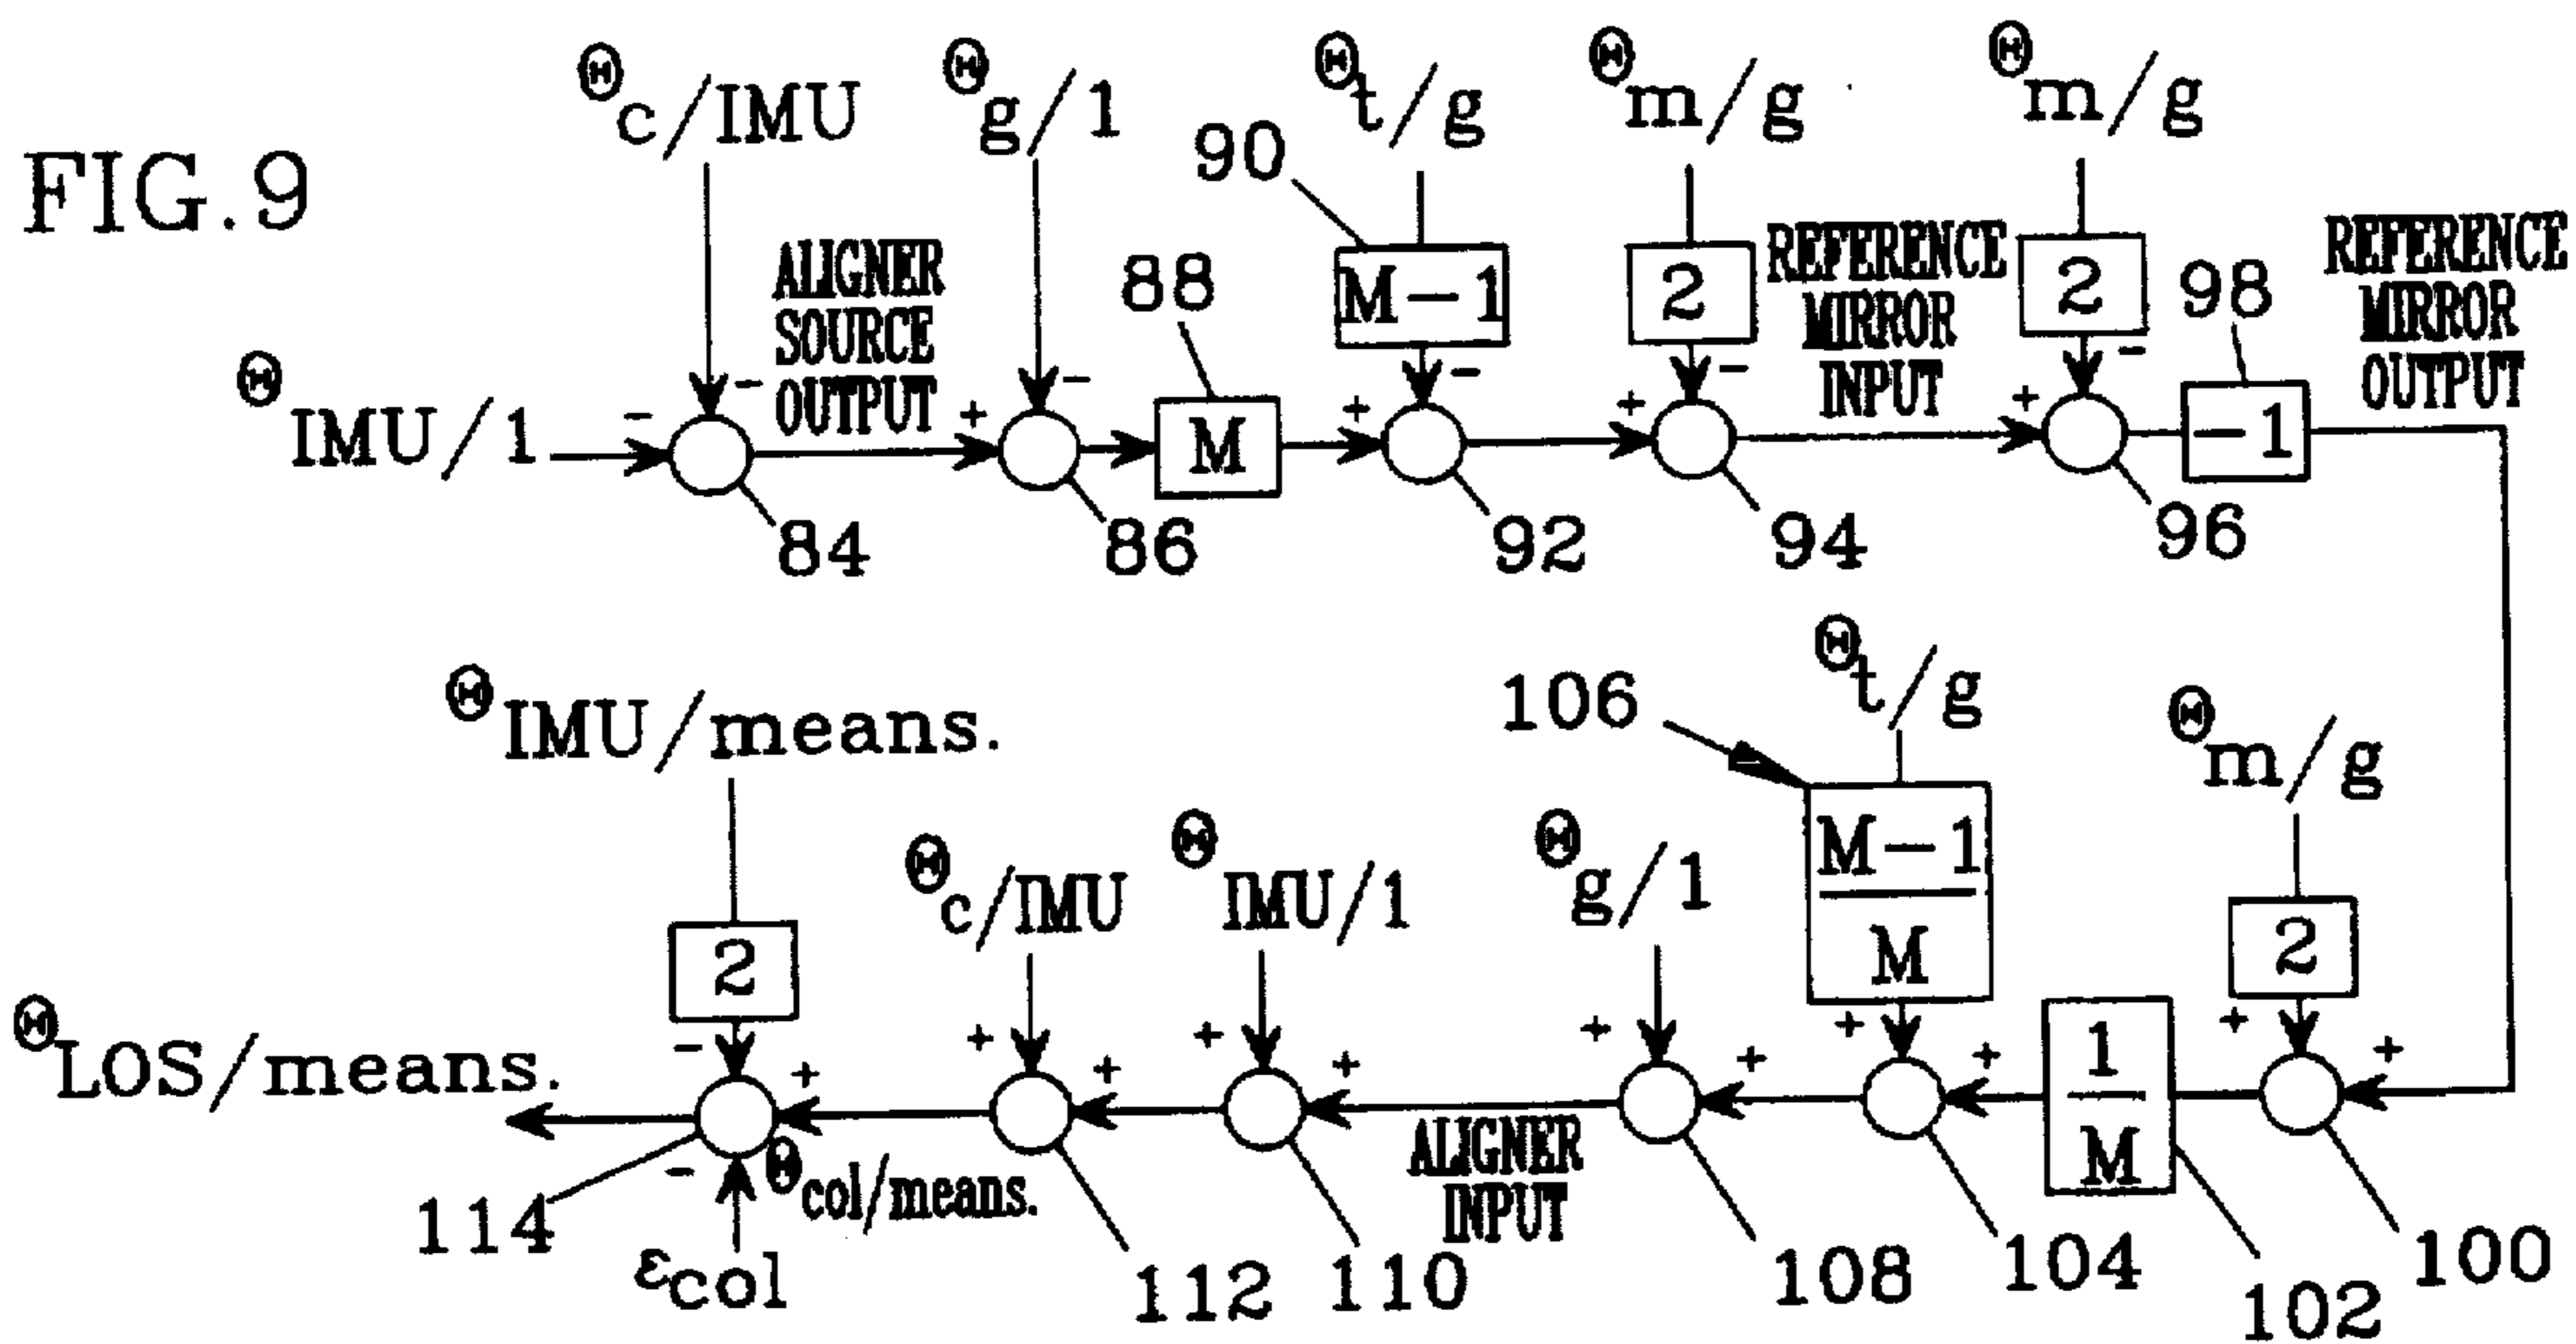 FIG.9
Θc/IMU
Θg/1
Θt/g
Θm/g
Θm/g
90
M-1
2
2
88
98
ALIGNER
SOURCE
OUTPUT
REFERENCE
MIRROR
INPUT
REFERENCE
MIRROR
OUTPUT
ΘIMU/1
-
-
+
-
M
+
-
+
-
+
-
-1
84
86
92
94
96
ΘIMU/means.
106
Θt/g
Θm/g
2
Θc/IMU
ΘIMU/1
Θg/1
M-1
M
2
ΘLOS/means.
-
+
-
+
+
+
+
+
+
+
+
1
M
+
+
Θcol/means.
ALIGNER
INPUT
114
εcol
112
110
108
104
102
100